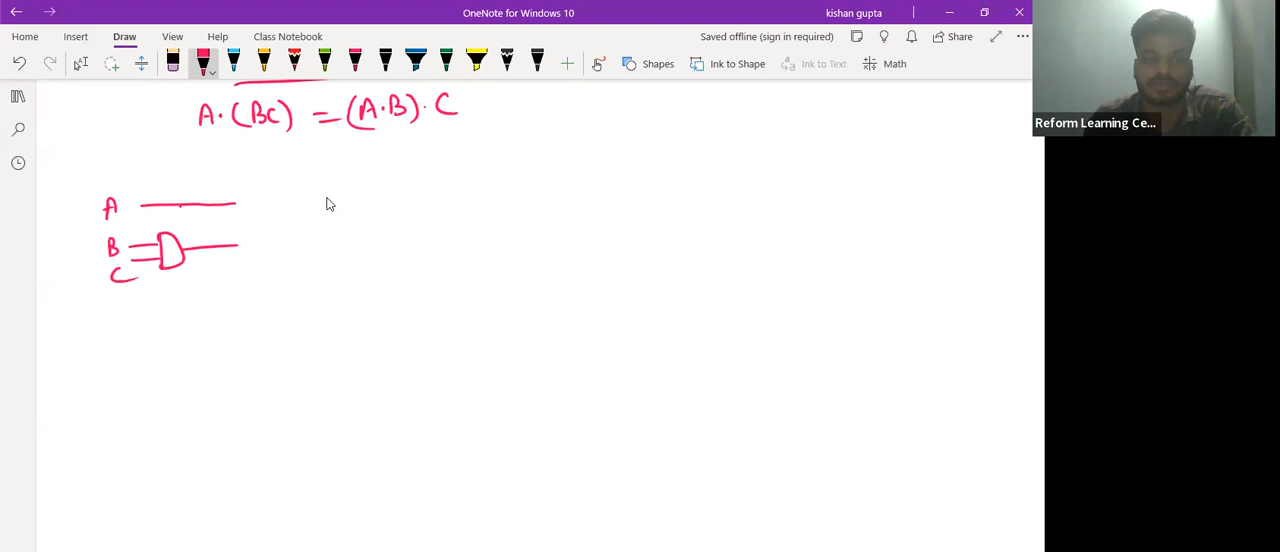 OneNote for Windows 10
kishan gupta
Home Insert Draw View Help Class Notebook
Saved offline (sign in required)
Share
Shapes
Ink to Shape
Ink to Text
Math
Reform Learning Ce...
A·(BC) = (A·B)·C
A
B
C